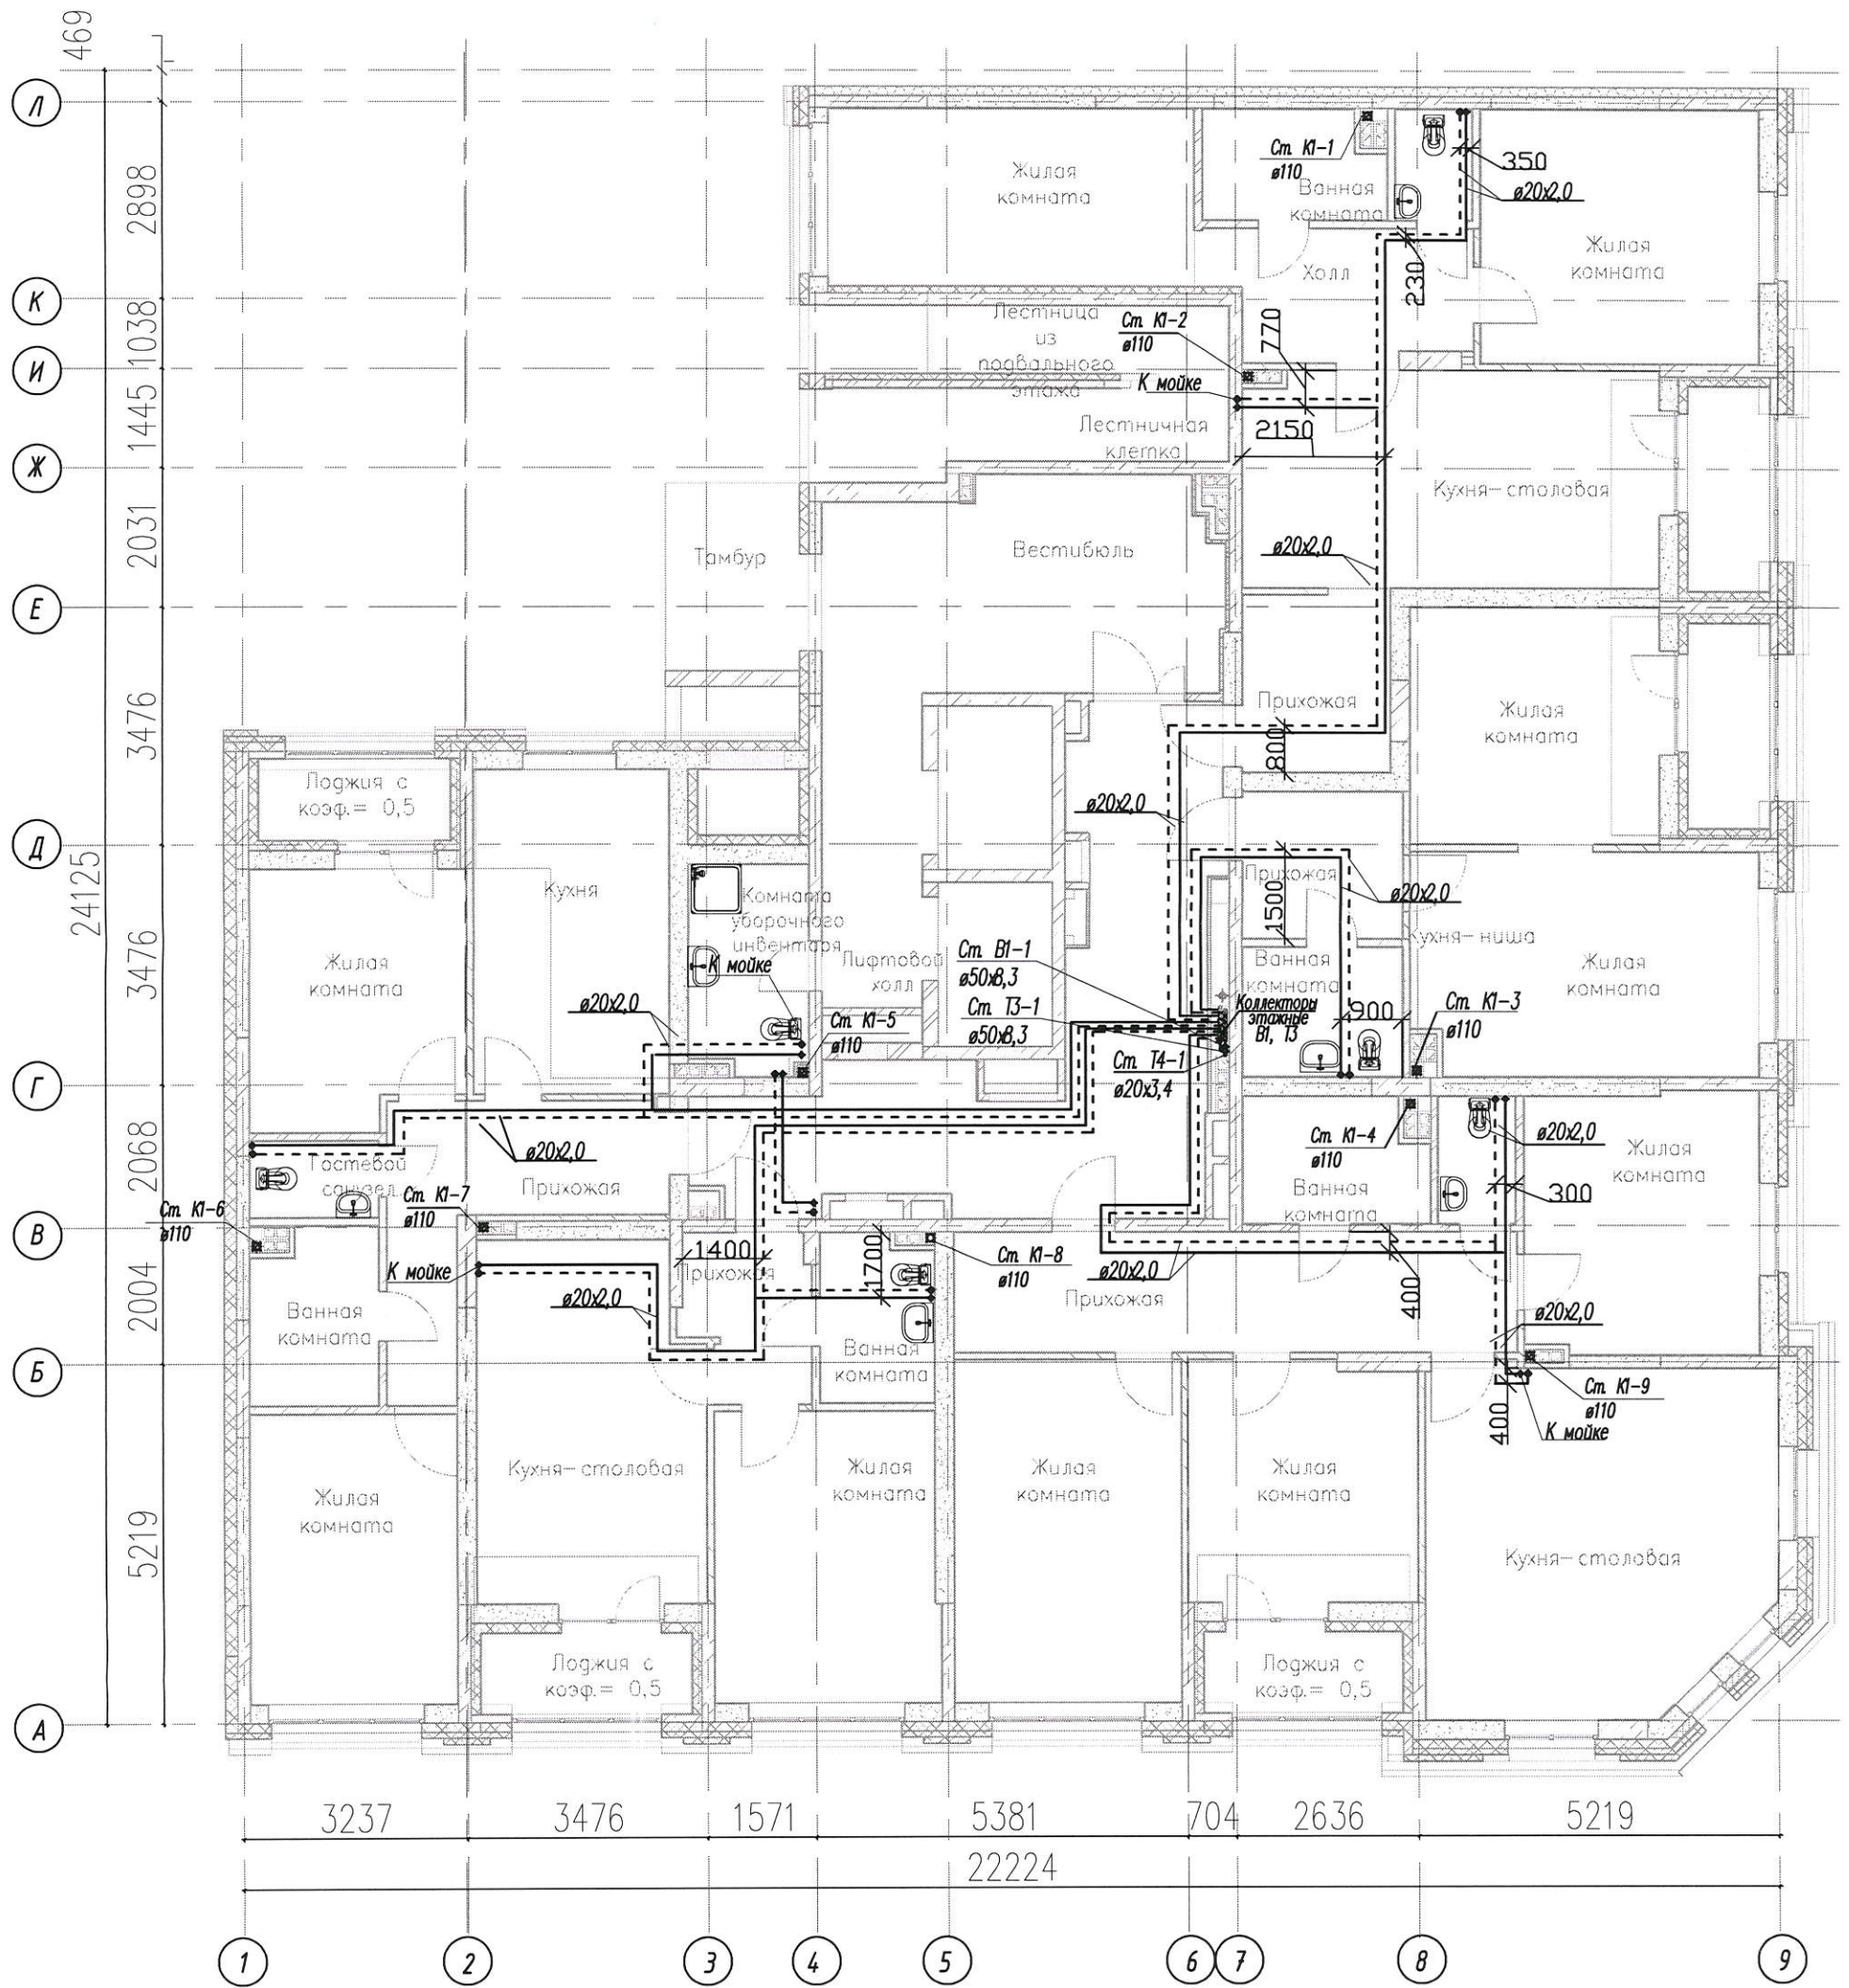 469
Л
2898
К
1038
И
1445
Ж
2031
Е
3476
Д
24125
3476
Г
2068
В
2004
Б
5219
А
Жилая
комната
Ст. К1-1
ø110
Ванная
комната
350
ø20х2,0
Жилая
комната
Холл
230
Лестница
из
подвального
этажа
Ст. К1-2
ø110
770
К мойке
Лестничная
клетка
2150
Кухня-столовая
Тамбур
Вестибюль
ø20х2,0
Прихожая
800
Жилая
комната
Лоджия с
коэф.= 0,5
ø20х2,0
Кухня
Комната
уборочного
инвентаря
К мойке
Прихожая
1500
ø20х2,0
Жилая
комната
Лифтовой
холл
Ст. В1-1
ø50х8,3
Ст. Т3-1
ø50х8,3
Ванная
комната
Коллекторы
этажные
В1, Т3
900
Кухня-ниша
Жилая
комната
Ст. К1-3
ø110
ø20х2,0
Ст. К1-5
ø110
Ст. Т4-1
ø20х3,4
ø20х2,0
Гостевой
санузел
Прихожая
Ст. К1-6
ø110
Ст. К1-7
ø110
Ст. К1-4
ø110
Ванная
комната
ø20х2,0
Жилая
комната
300
К мойке
1400
Прихожая
1700
Ст. К1-8
ø110
ø20х2,0
Прихожая
400
ø20х2,0
Ванная
комната
ø20х2,0
Ванная
комната
Ст. К1-9
ø110
400
К мойке
Жилая
комната
Кухня-столовая
Жилая
комната
Жилая
комната
Жилая
комната
Кухня-столовая
Лоджия с
коэф.= 0,5
Лоджия с
коэф.= 0,5
3237
3476
1571
5381
704
2636
5219
22224
1
2
3
4
5
6
7
8
9